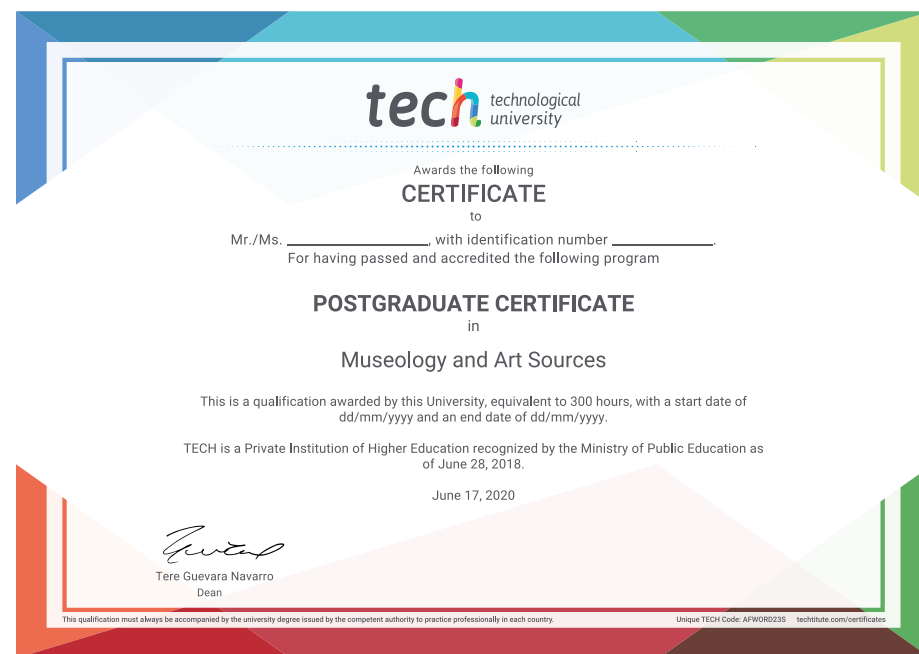 tech technological
university
Awards the following
CERTIFICATE
to
Mr./Ms. ____________________, with identification number ______________.
For having passed and accredited the following program
POSTGRADUATE CERTIFICATE
in
Museology and Art Sources
This is a qualification awarded by this University, equivalent to 300 hours, with a start date of
dd/mm/yyyy and an end date of dd/mm/yyyy.
TECH is a Private Institution of Higher Education recognized by the Ministry of Public Education as
of June 28, 2018.
June 17, 2020
Tere Guevara Navarro
Dean
This qualification must always be accompanied by the university degree issued by the competent authority to practice professionally in each country.
Unique TECH Code: AFWORD23S techtitute.com/certificates